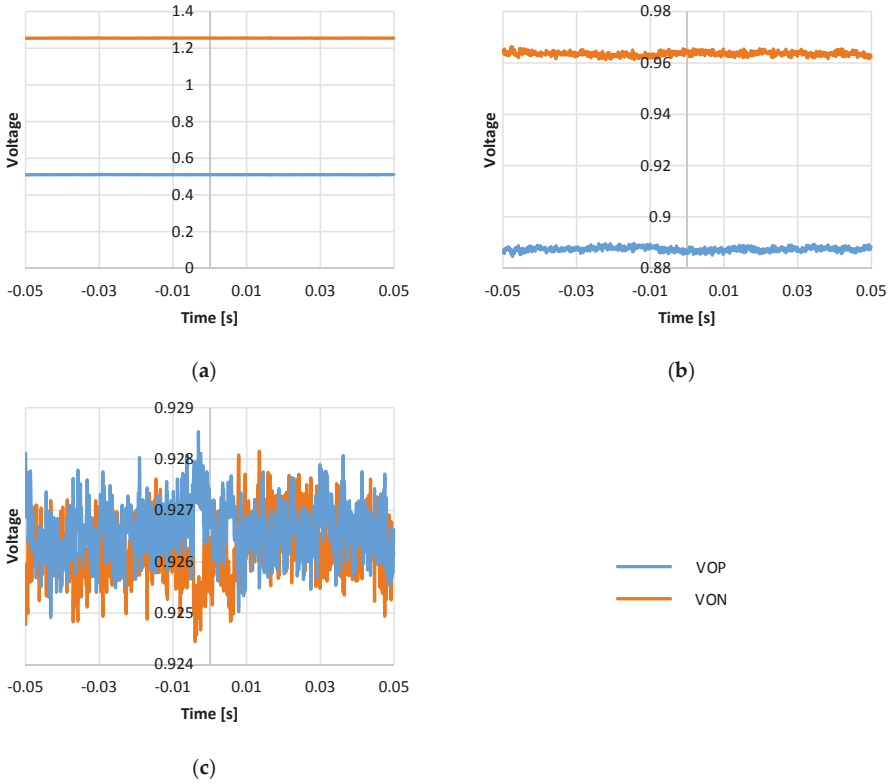 1.4
1.2
1
0.8
0.6
0.4
0.2
0
Voltage
-0.05 -0.03 -0.01 0.01 0.03 0.05
Time [s]
(a)
0.98
0.96
0.94
0.92
0.9
0.88
Voltage
-0.05 -0.03 -0.01 0.01 0.03 0.05
Time [s]
(b)
0.929
0.928
0.927
0.926
0.925
0.924
Voltage
-0.05 -0.03 -0.01 0.01 0.03 0.05
Time [s]
(c)
VOP
VON